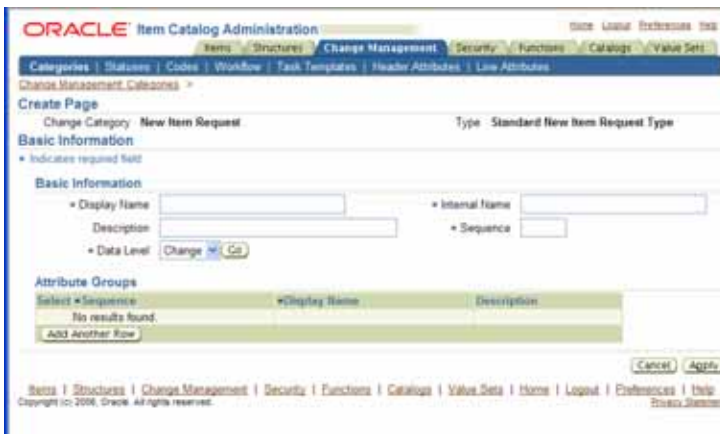 ORACLE Item Catalog Administration
Home Logout Preferences Help
Items Structures Change Management Security Functions Catalogs Value Sets
Categories | Statuses | Codes | Workflow | Task Templates | Header Attributes | Line Attributes
Change Management: Categories >
Create Page
Change Category New Item Request Type Standard New Item Request Type
Basic Information
* Indicates required field
Basic Information
* Display Name * Internal Name
Description * Sequence
* Data Level Change Go
Attribute Groups
Select *Sequence *Display Name Description
No results found.
Add Another Row
Cancel Apply
Items | Structures | Change Management | Security | Functions | Catalogs | Value Sets | Home | Logout | Preferences | Help
Copyright (c) 2006, Oracle. All rights reserved. Privacy Statement